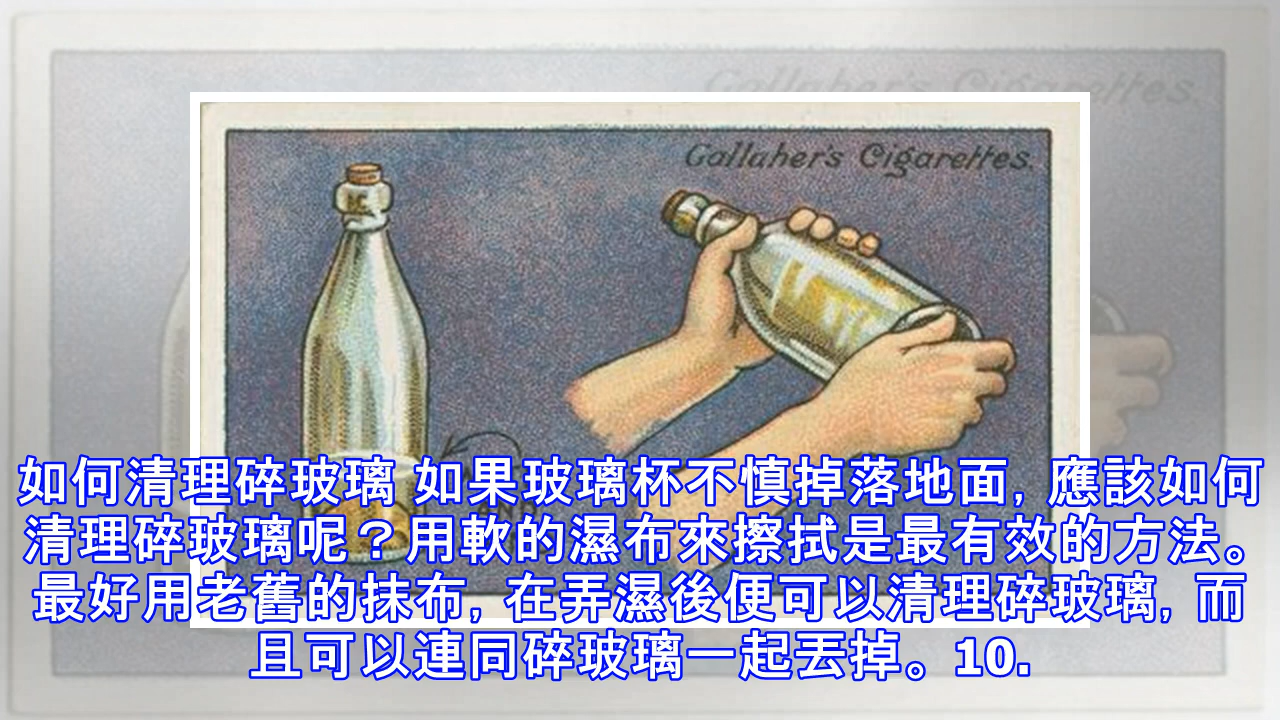 Gallaher's Cigarettes.
Gallaher's Cigarettes.
AND
如何清理碎玻璃 如果玻璃杯不慎掉落地面, 應該如何
清理碎玻璃呢？用軟的濕布來擦拭是最有效的方法。
最好用老舊的抹布, 在弄濕後便可以清理碎玻璃, 而
且可以連同碎玻璃一起丟掉。10.